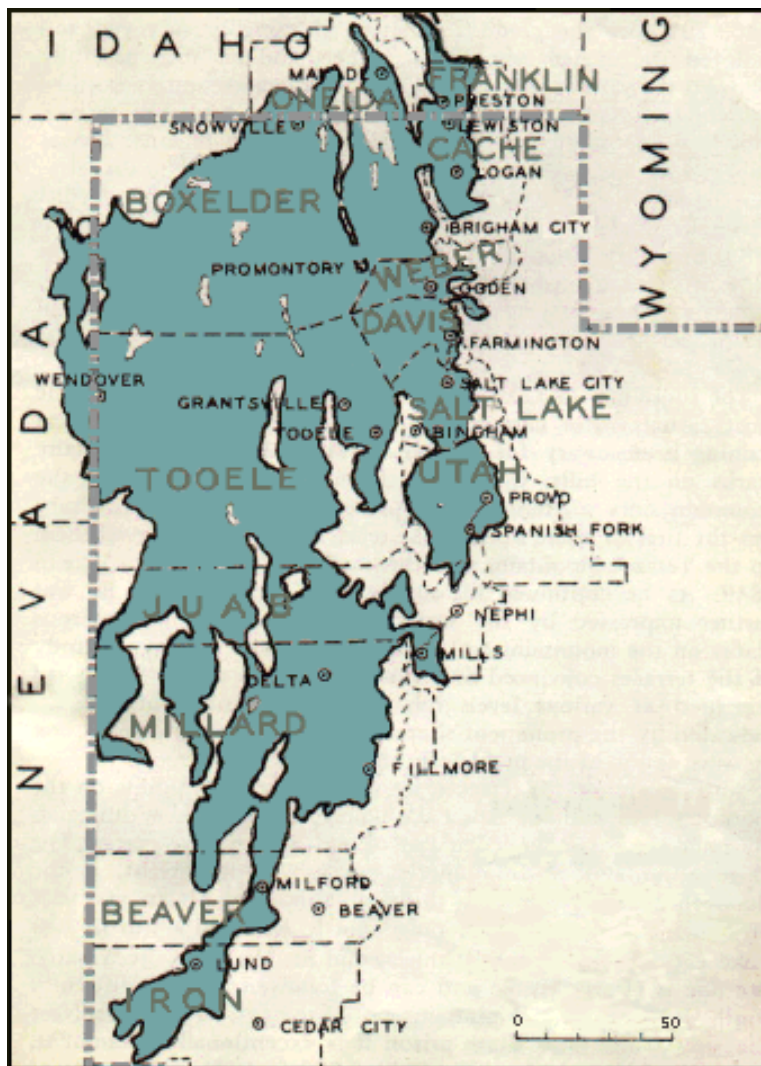 IDAHO
WYOMING
NEVADA
MALADE
FRANKLIN
ONEIDA
PRESTON
SNOWVILLE
LEWISTON
CACHE
LOGAN
BOXELDER
BRIGHAM CITY
WEBER
PROMONTORY
OGDEN
DAVIS
FARMINGTON
WENDOVER
SALT LAKE CITY
GRANTSVILLE
SALT LAKE
TOOELE
BINGHAM
UTAH
TOOELE
PROVO
SPANISH FORK
JUAB
NEPHI
MILLS
DELTA
MILLARD
FILLMORE
MILFORD
BEAVER
BEAVER
LUND
IRON
CEDAR CITY
0 50